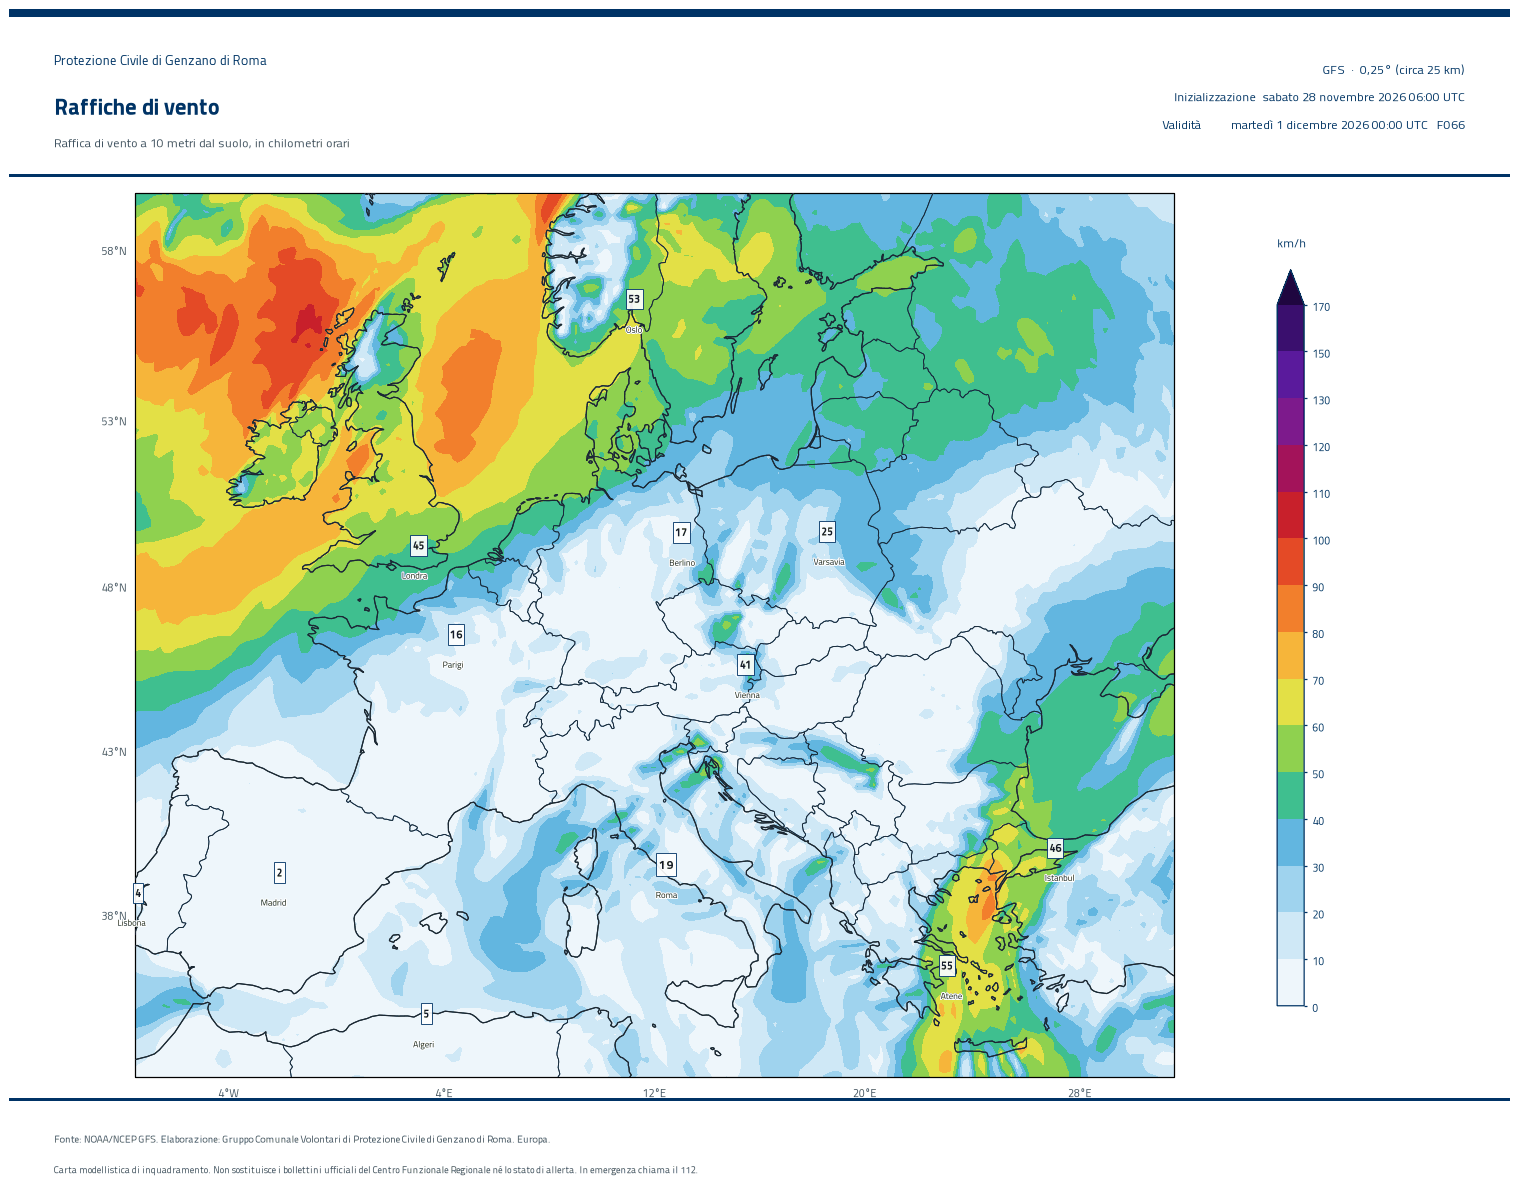 Protezione Civile di Genzano di Roma
Raffiche di vento
Raffica di vento a 10 metri dal suolo, in chilometri orari
GFS · 0,25° (circa 25 km)
Inizializzazione sabato 28 novembre 2026 06:00 UTC
Validità martedì 1 dicembre 2026 00:00 UTC F066
58°N
53°N
48°N
43°N
38°N
4°W
4°E
12°E
20°E
28°E
53
Oslo
45
Londra
17
Berlino
25
Varsavia
16
Parigi
41
Vienna
46
Istanbul
19
Roma
2
Madrid
4
Lisbona
55
Atene
5
Algeri
km/h
170
150
130
120
110
100
90
80
70
60
50
40
30
20
10
0
Fonte: NOAA/NCEP GFS. Elaborazione: Gruppo Comunale Volontari di Protezione Civile di Genzano di Roma. Europa.
Carta modellistica di inquadramento. Non sostituisce i bollettini ufficiali del Centro Funzionale Regionale né lo stato di allerta. In emergenza chiama il 112.